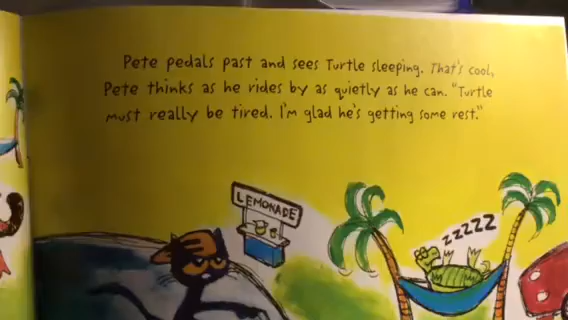 Pete pedals past and sees Turtle sleeping. That's cool,
Pete thinks as he rides by as quietly as he can. "Turtle
must really be tired. I'm glad he's getting some rest."
LEMONADE
ZZZZZ